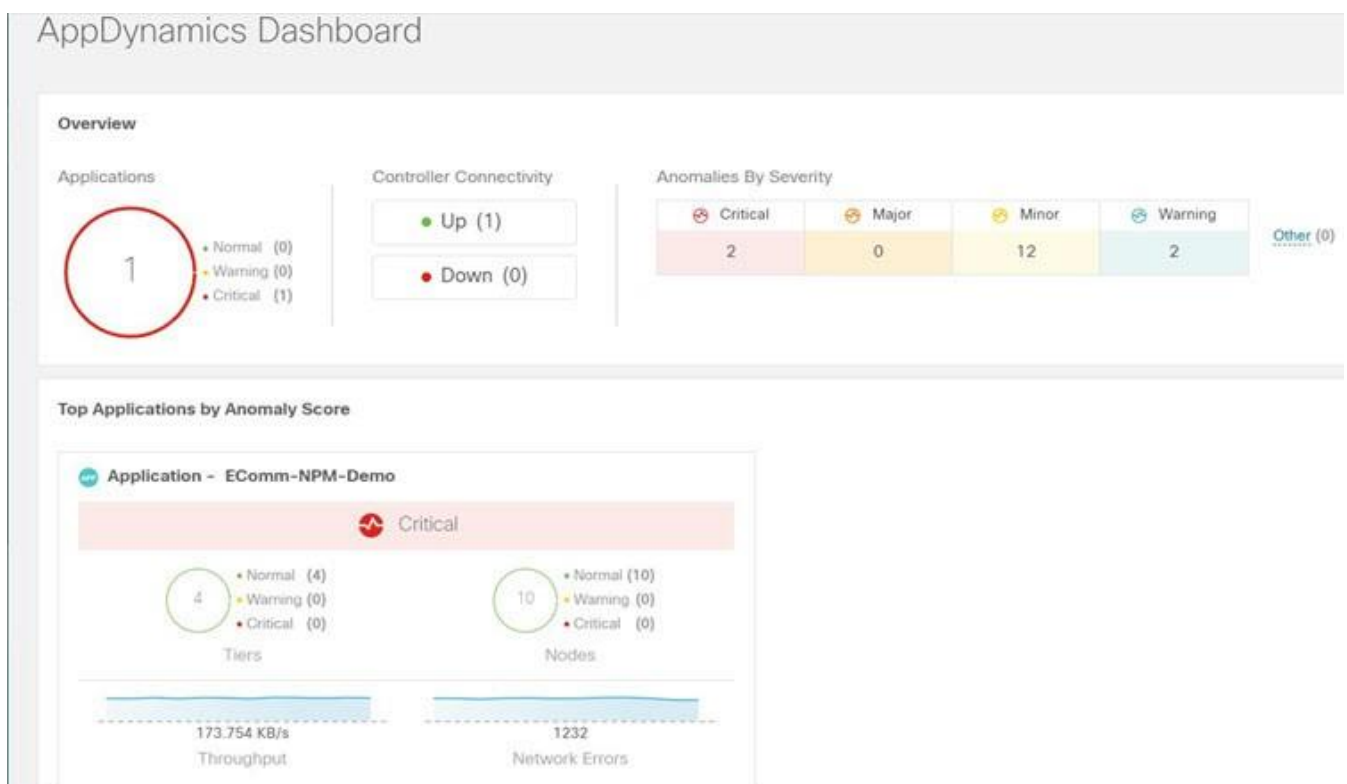 AppDynamics Dashboard
Overview
Applications
1
Normal (0)
Warning (0)
Critical (1)
Controller Connectivity
Up (1)
Down (0)
Anomalies By Severity
Critical Major Minor Warning
2 0 12 2
Other (0)
Top Applications by Anomaly Score
APP Application - EComm-NPM-Demo
Critical
4
Normal (4)
Warning (0)
Critical (0)
Tiers
10
Normal (10)
Warning (0)
Critical (0)
Nodes
173.754 KB/s
Throughput
1232
Network Errors